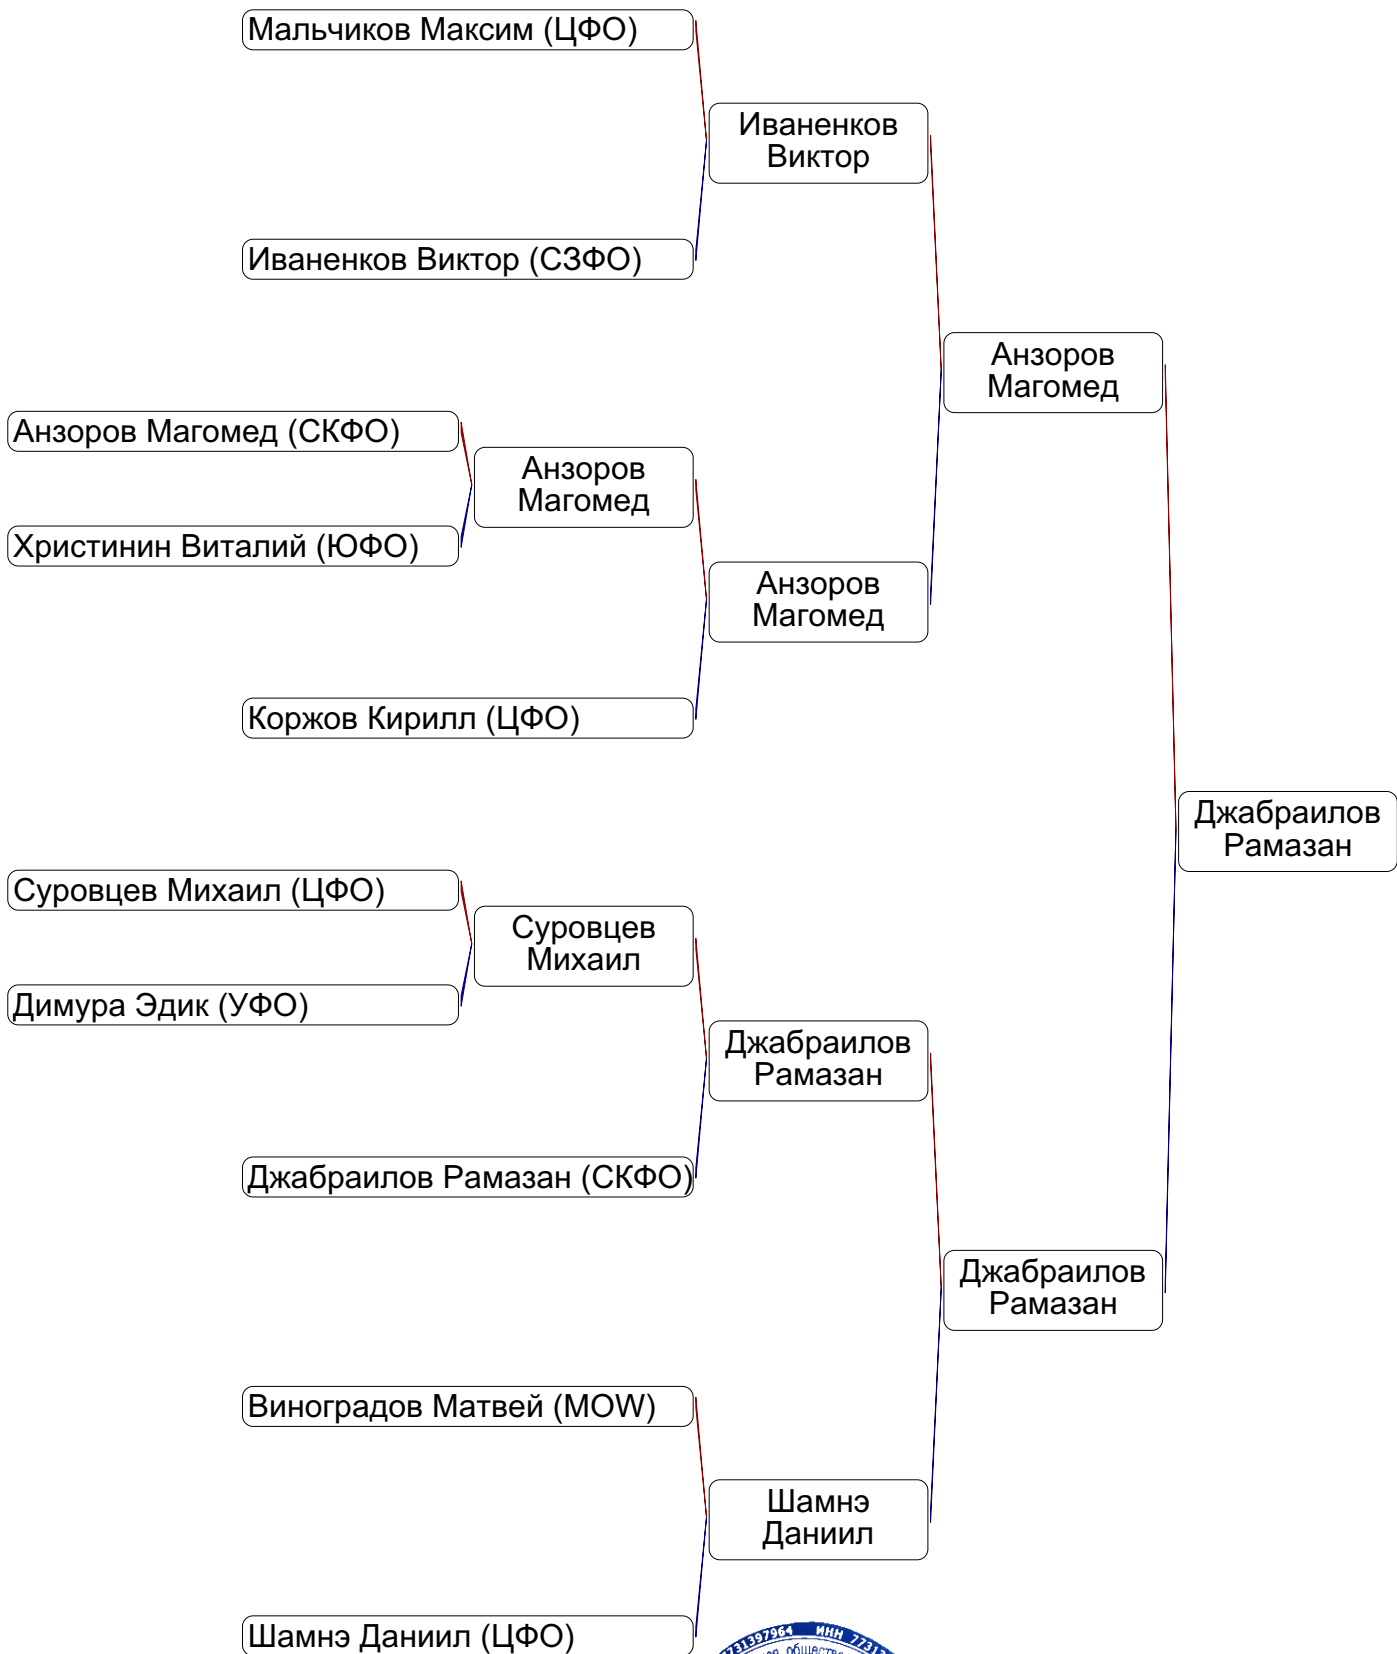 Мальчиков Максим (ЦФО)
Иваненков
Виктор
Иваненков Виктор (СЗФО)
Анзоров
Магомед
Анзоров Магомед (СКФО)
Анзоров
Магомед
Христинин Виталий (ЮФО)
Анзоров
Магомед
Коржов Кирилл (ЦФО)
Джабраилов
Рамазан
Суровцев Михаил (ЦФО)
Суровцев
Михаил
Димура Эдик (УФО)
Джабраилов
Рамазан
Джабраилов Рамазан (СКФО)
Джабраилов
Рамазан
Виноградов Матвей (MOW)
Шамнэ
Даниил
Шамнэ Даниил (ЦФО)
ИНН